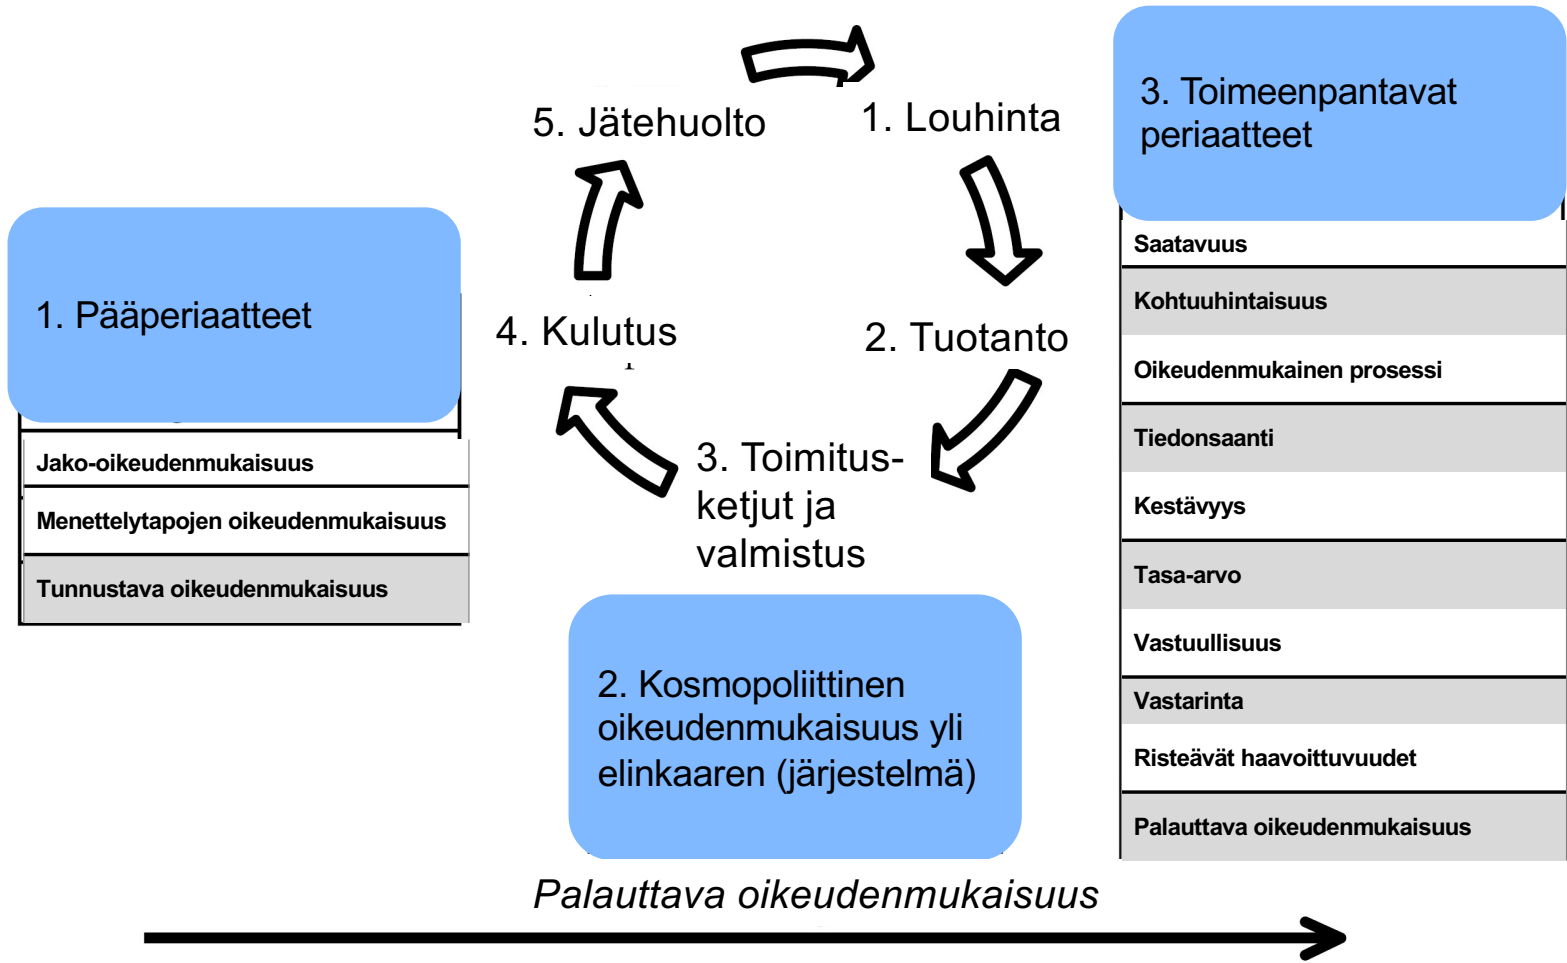 1. Pääperiaatteet
Jako-oikeudenmukaisuus
Menettelytapojen oikeudenmukaisuus
Tunnustava oikeudenmukaisuus
5. Jätehuolto
1. Louhinta
4. Kulutus
2. Tuotanto
3. Toimitus-
ketjut ja
valmistus
2. Kosmopoliittinen
oikeudenmukaisuus yli
elinkaaren (järjestelmä)
3. Toimeenpantavat
periaatteet
Saatavuus
Kohtuuhintaisuus
Oikeudenmukainen prosessi
Tiedonsaanti
Kestävyys
Tasa-arvo
Vastuullisuus
Vastarinta
Risteävät haavoittuvuudet
Palauttava oikeudenmukaisuus
Palauttava oikeudenmukaisuus